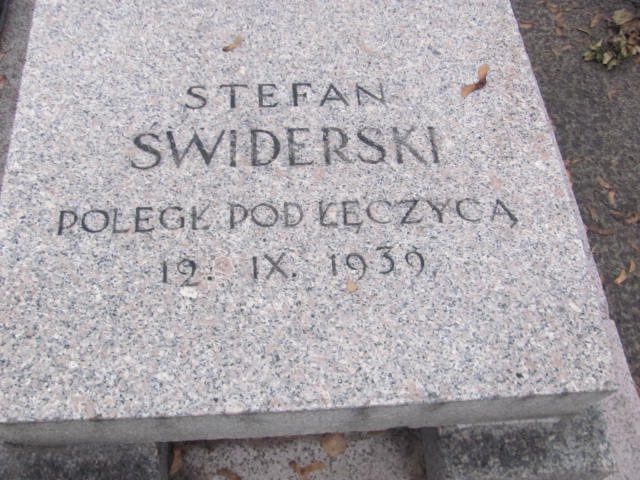 STEFAN
ŚWIDERSKI
POLEGŁ POD ŁĘCZYCĄ
12. IX. 1939.